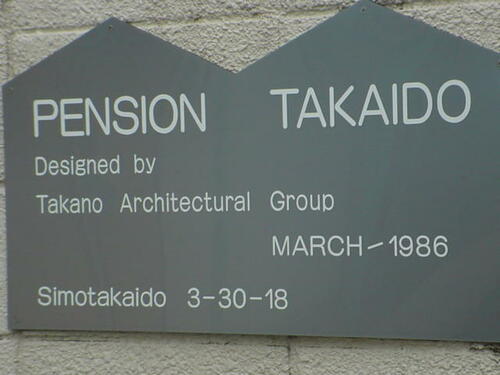 PENSION TAKAIDO
Designed by
Takano Architectural Group
MARCH-1986
Simotakaido 3-30-18